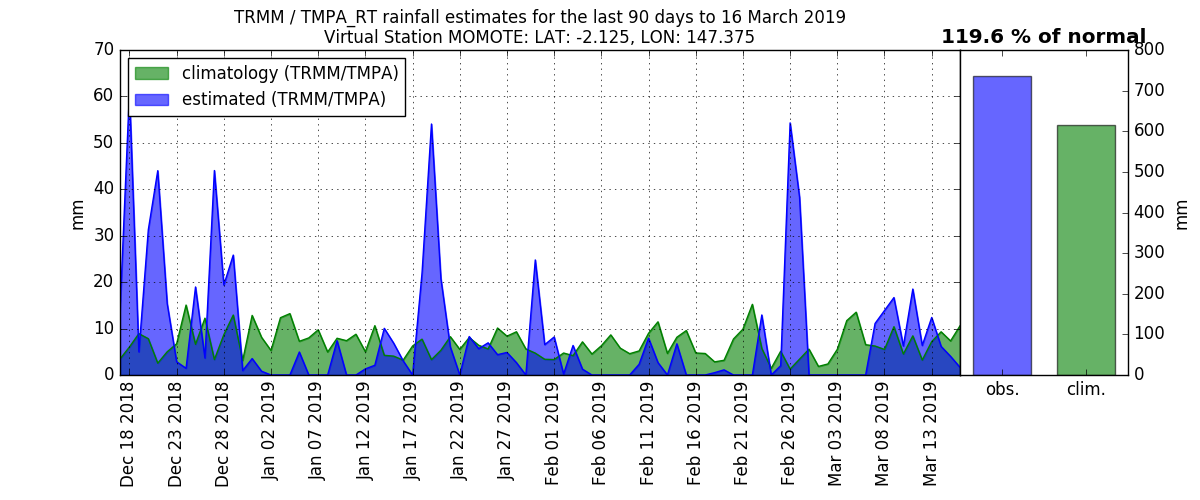 TRMM / TMPA_RT rainfall estimates for the last 90 days to 16 March 2019
Virtual Station MOMOTE: LAT: -2.125, LON: 147.375
119.6 % of normal
climatology (TRMM/TMPA)
estimated (TRMM/TMPA)
70
60
50
40
30
20
10
0
mm
Dec 18 2018
Dec 23 2018
Dec 28 2018
Jan 02 2019
Jan 07 2019
Jan 12 2019
Jan 17 2019
Jan 22 2019
Jan 27 2019
Feb 01 2019
Feb 06 2019
Feb 11 2019
Feb 16 2019
Feb 21 2019
Feb 26 2019
Mar 03 2019
Mar 08 2019
Mar 13 2019
obs.
clim.
800
700
600
500
400
300
200
100
0
mm